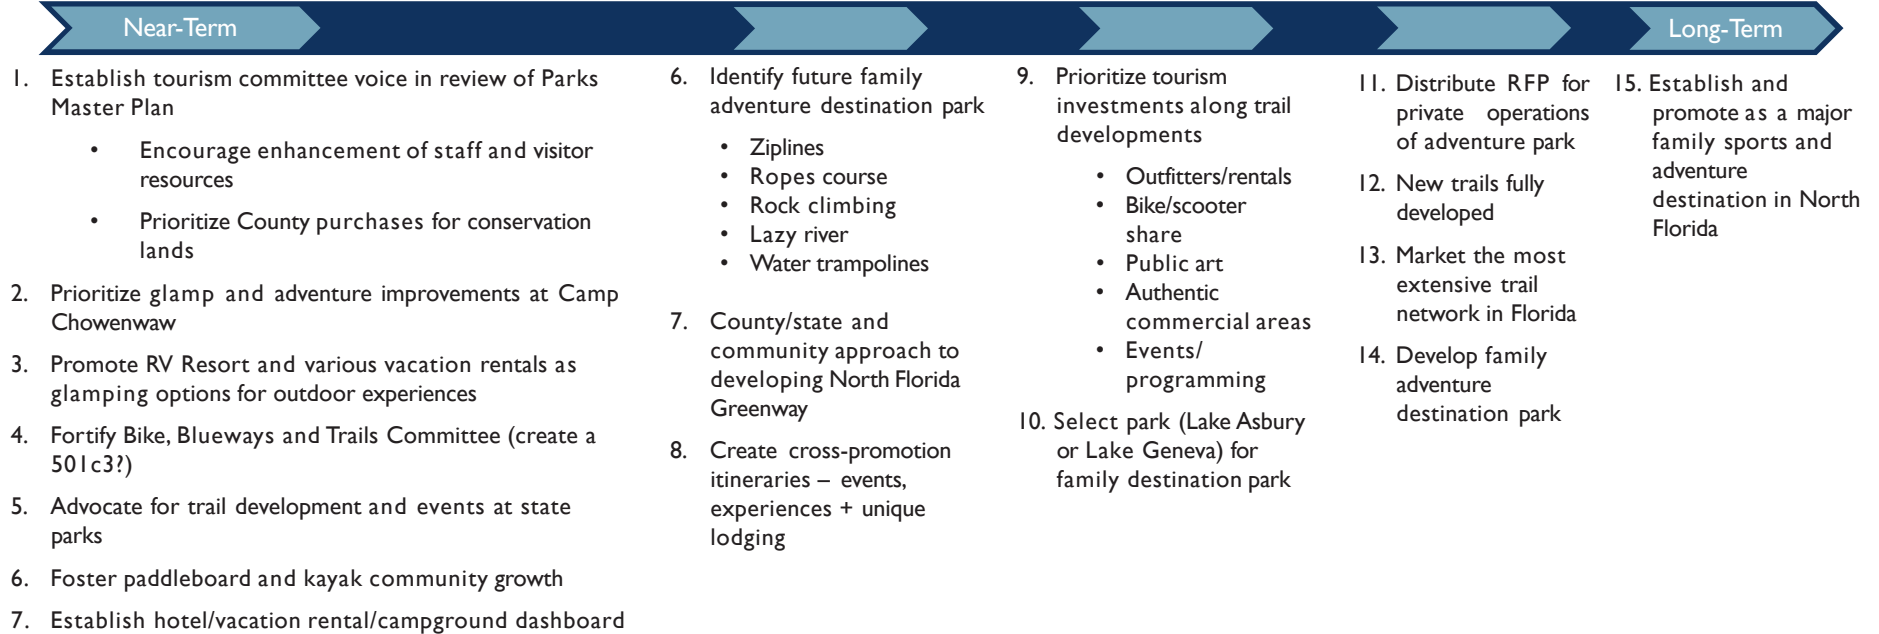 Near-Term
Long-Term
1. Establish tourism committee voice in review of Parks
Master Plan
• Encourage enhancement of staff and visitor
resources
• Prioritize County purchases for conservation
lands
2. Prioritize glamp and adventure improvements at Camp
Chowenwaw
3. Promote RV Resort and various vacation rentals as
glamping options for outdoor experiences
4. Fortify Bike, Blueways and Trails Committee (create a
501c3?)
5. Advocate for trail development and events at state
parks
6. Foster paddleboard and kayak community growth
7. Establish hotel/vacation rental/campground dashboard
6. Identify future family
adventure destination park
• Ziplines
• Ropes course
• Rock climbing
• Lazy river
• Water trampolines
7. County/state and
community approach to
developing North Florida
Greenway
8. Create cross-promotion
itineraries – events,
experiences + unique
lodging
9. Prioritize tourism
investments along trail
developments
• Outfitters/rentals
• Bike/scooter
share
• Public art
• Authentic
commercial areas
• Events/
programming
10. Select park (Lake Asbury
or Lake Geneva) for
family destination park
11. Distribute RFP for
private operations
of adventure park
12. New trails fully
developed
13. Market the most
extensive trail
network in Florida
14. Develop family
adventure
destination park
15. Establish and
promote as a major
family sports and
adventure
destination in North
Florida